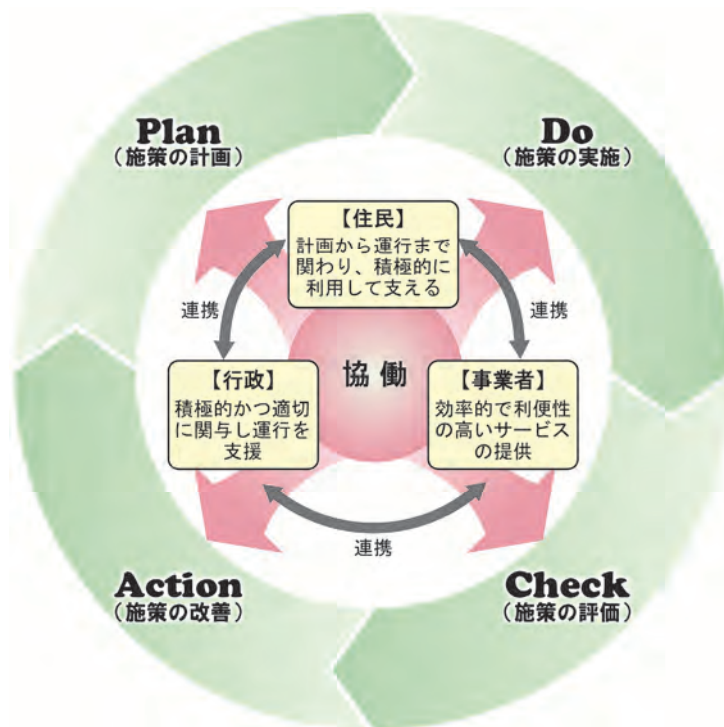 Plan
（施策の計画）
Do
（施策の実施）
【住民】
計画から運行まで
関わり、積極的に
利用して支える
連携
連携
協働
【行政】
積極的かつ適切
に関与し運行を
支援
【事業者】
効率的で利便性
の高いサービス
の提供
連携
Action
（施策の改善）
Check
（施策の評価）